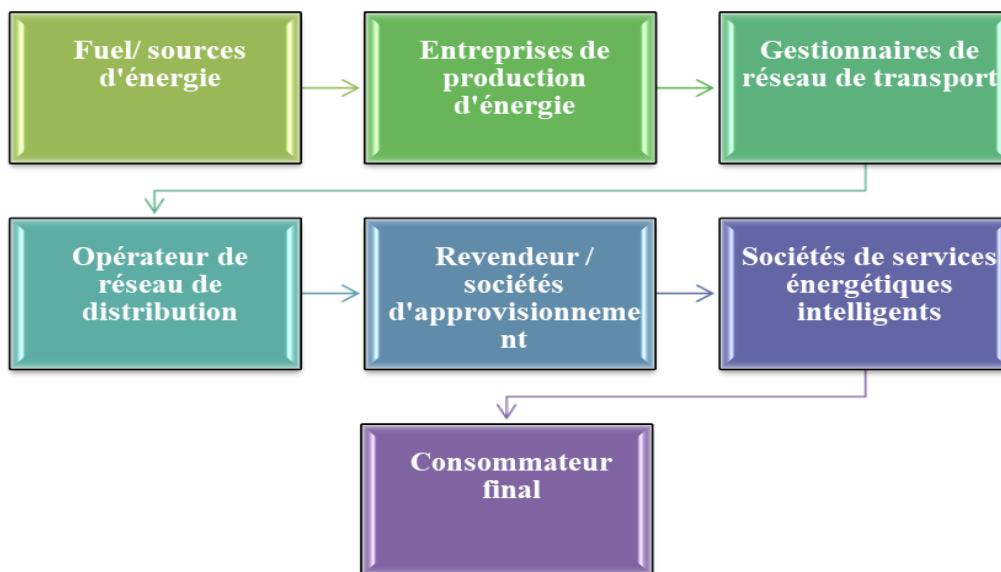 Fuel/ sources
d'énergie
Entreprises de
production
d'énergie
Gestionnaires de
réseau de transport
Opérateur de
réseau de
distribution
Revendeur /
sociétés
d'approvisionneme
nt
Sociétés de services
énergétiques
intelligents
Consommateur
final